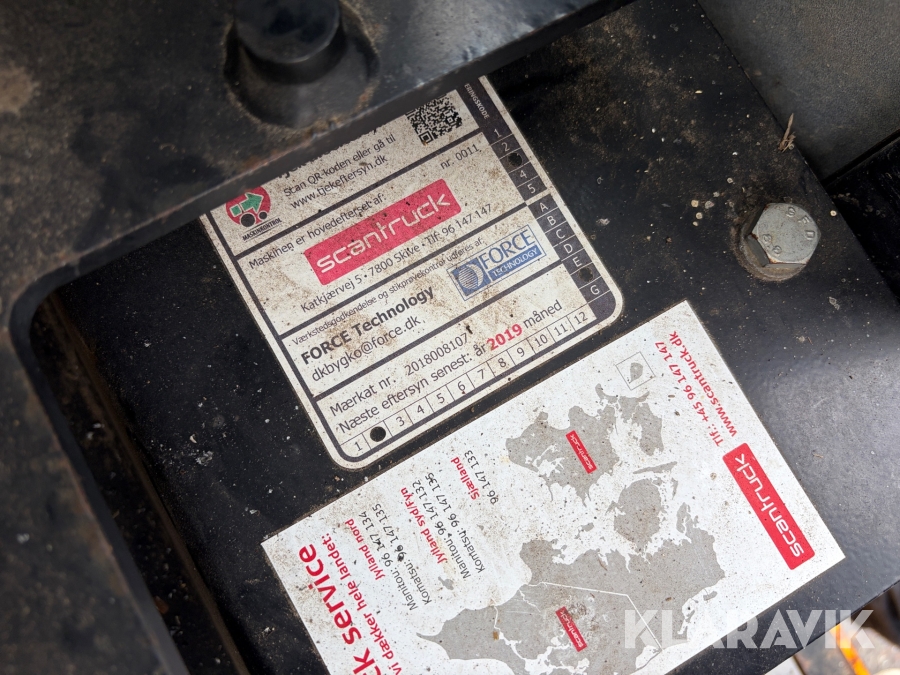 Scan QR-koden eller gå til
www.tjekeftersyn.dk
MASKINKONTROL
Maskinen er hovedefterset af:
nr. 0011
scantruck
Katkjærvej 5 • 7800 Skive • Tlf: 96 147 147
Værkstedsgodkendelse og stikprøvekontrol udføres af:
FORCE Technology
dkbygko@force.dk
FORCE
TECHNOLOGY
Mærkat nr. 2018008107
Næste eftersyn senest: år 2019 måned
1 3 4 5 6 7 8 9 10 11 12
1
2
4
5
A
B
C
D
E
G
Tlf.: +45 96 147 147
www.scantruck.dk
scantruck
scantruck
scantruck
service
vi dækker hele landet:
Jylland nord
Manitou: 96 147 134
Komatsu: 96 147 135
Jylland syd/Fyn
Manitou: 96 147 132
Komatsu: 96 147 136
Sjælland
96 147 133
8.8
KLARAVIK